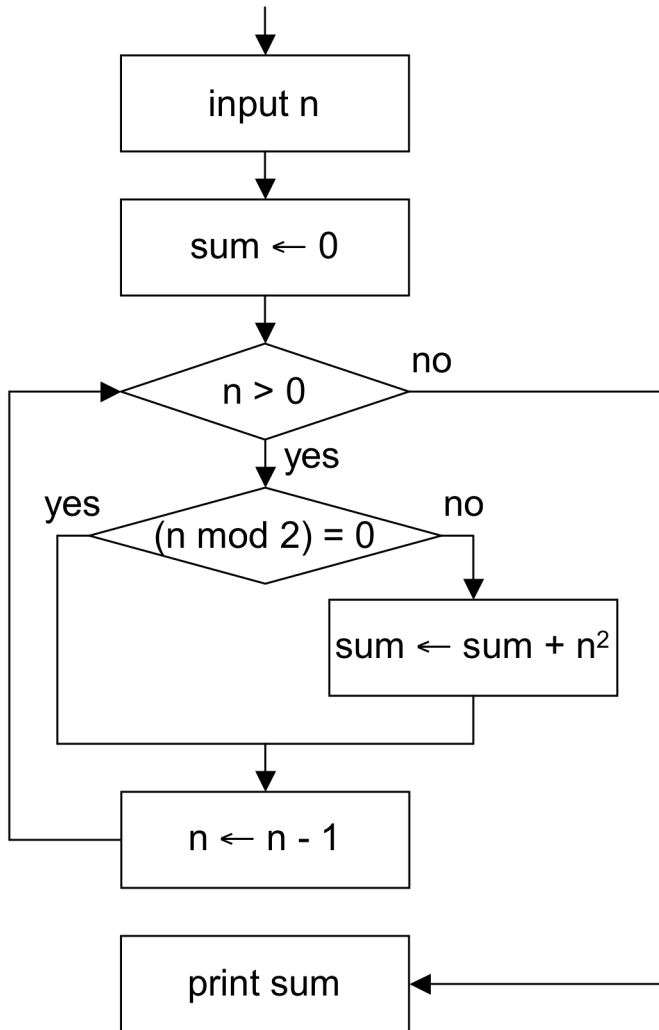 input n
sum ← 0
n > 0
no
yes
yes
(n mod 2) = 0
no
sum ← sum + n²
n ← n - 1
print sum